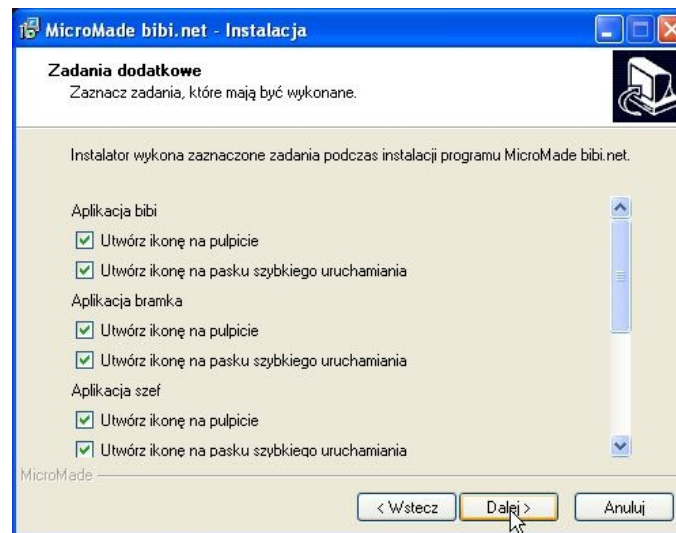 MicroMade bibi.net - Instalacja
Zadania dodatkowe
Zaznacz zadania, które mają być wykonane.
Instalator wykona zaznaczone zadania podczas instalacji programu MicroMade bibi.net.
Aplikacja bibi
Utwórz ikonę na pulpicie
Utwórz ikonę na pasku szybkiego uruchamiania
Aplikacja bramka
Utwórz ikonę na pulpicie
Utwórz ikonę na pasku szybkiego uruchamiania
Aplikacja szef
Utwórz ikonę na pulpicie
Utwórz ikonę na pasku szybkiego uruchamiania
MicroMade
< Wstecz Dalej > Anuluj